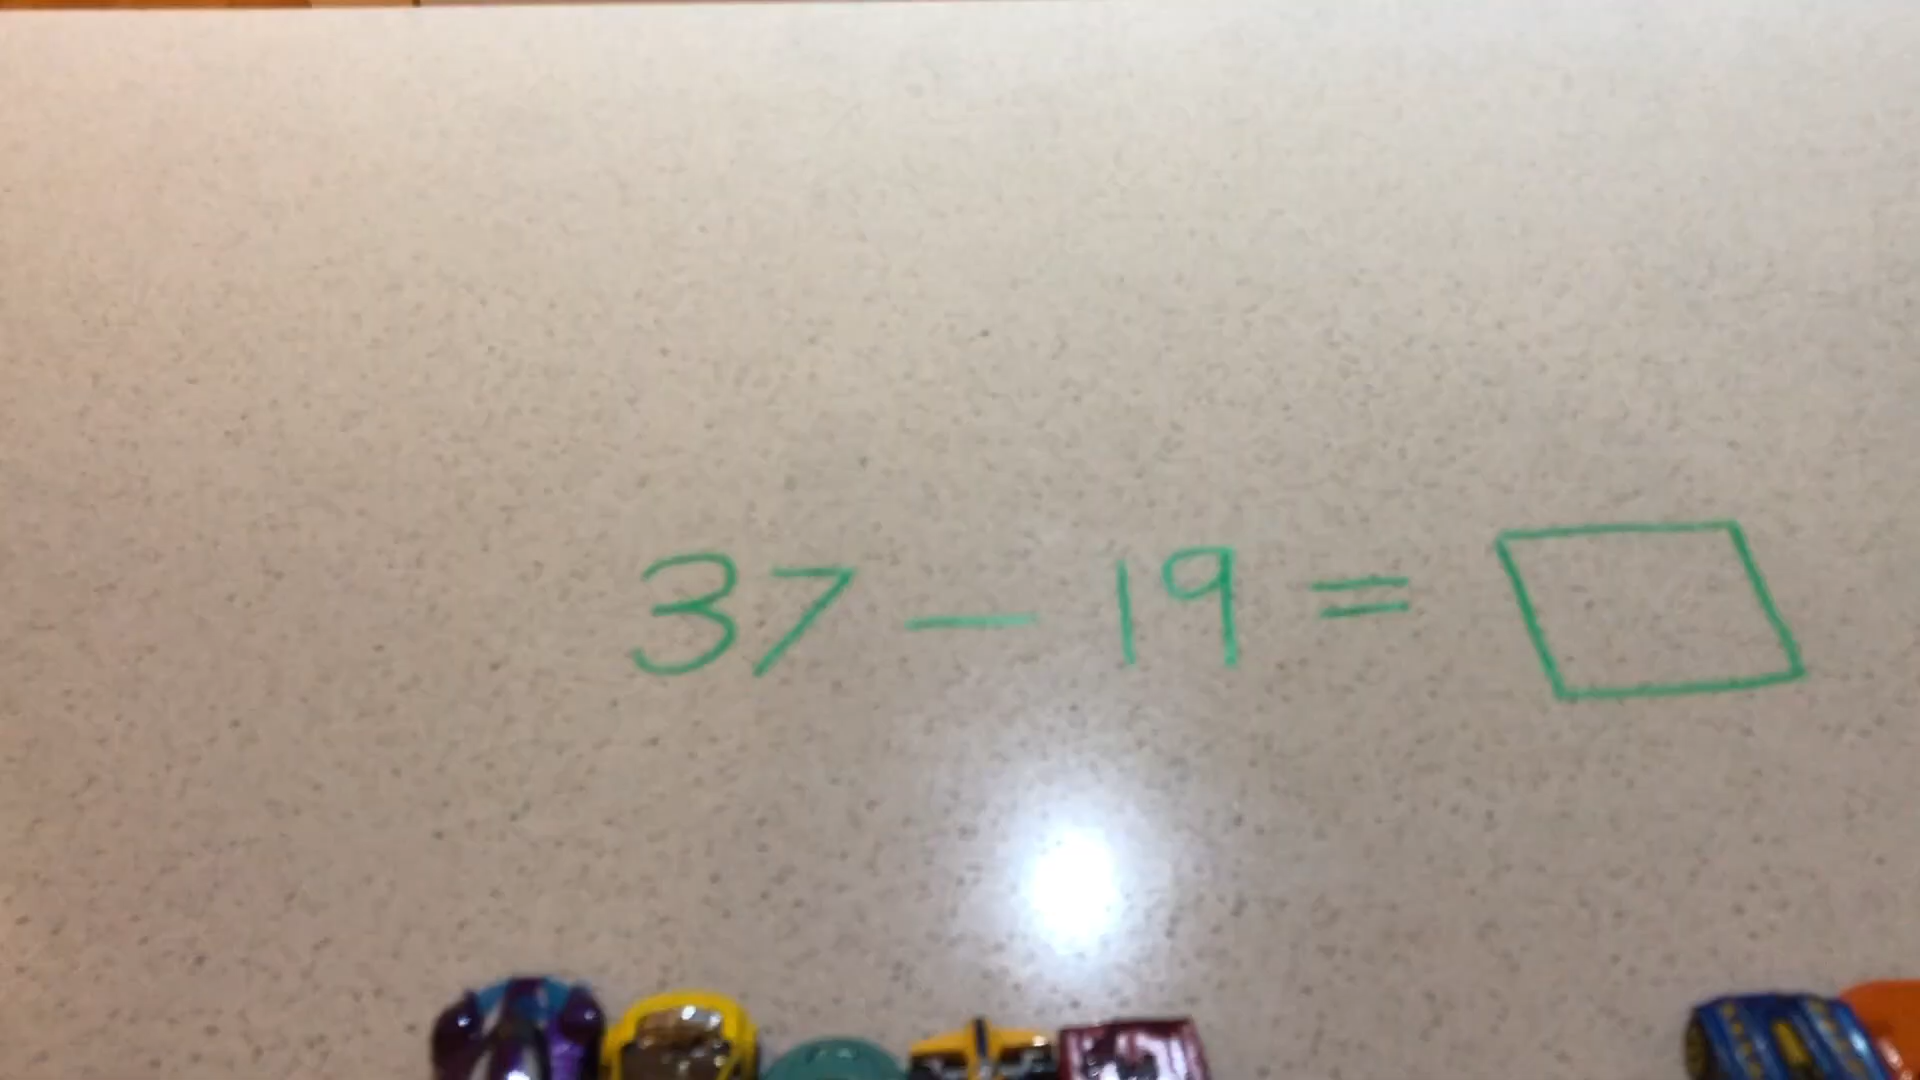 37 — 19 = □